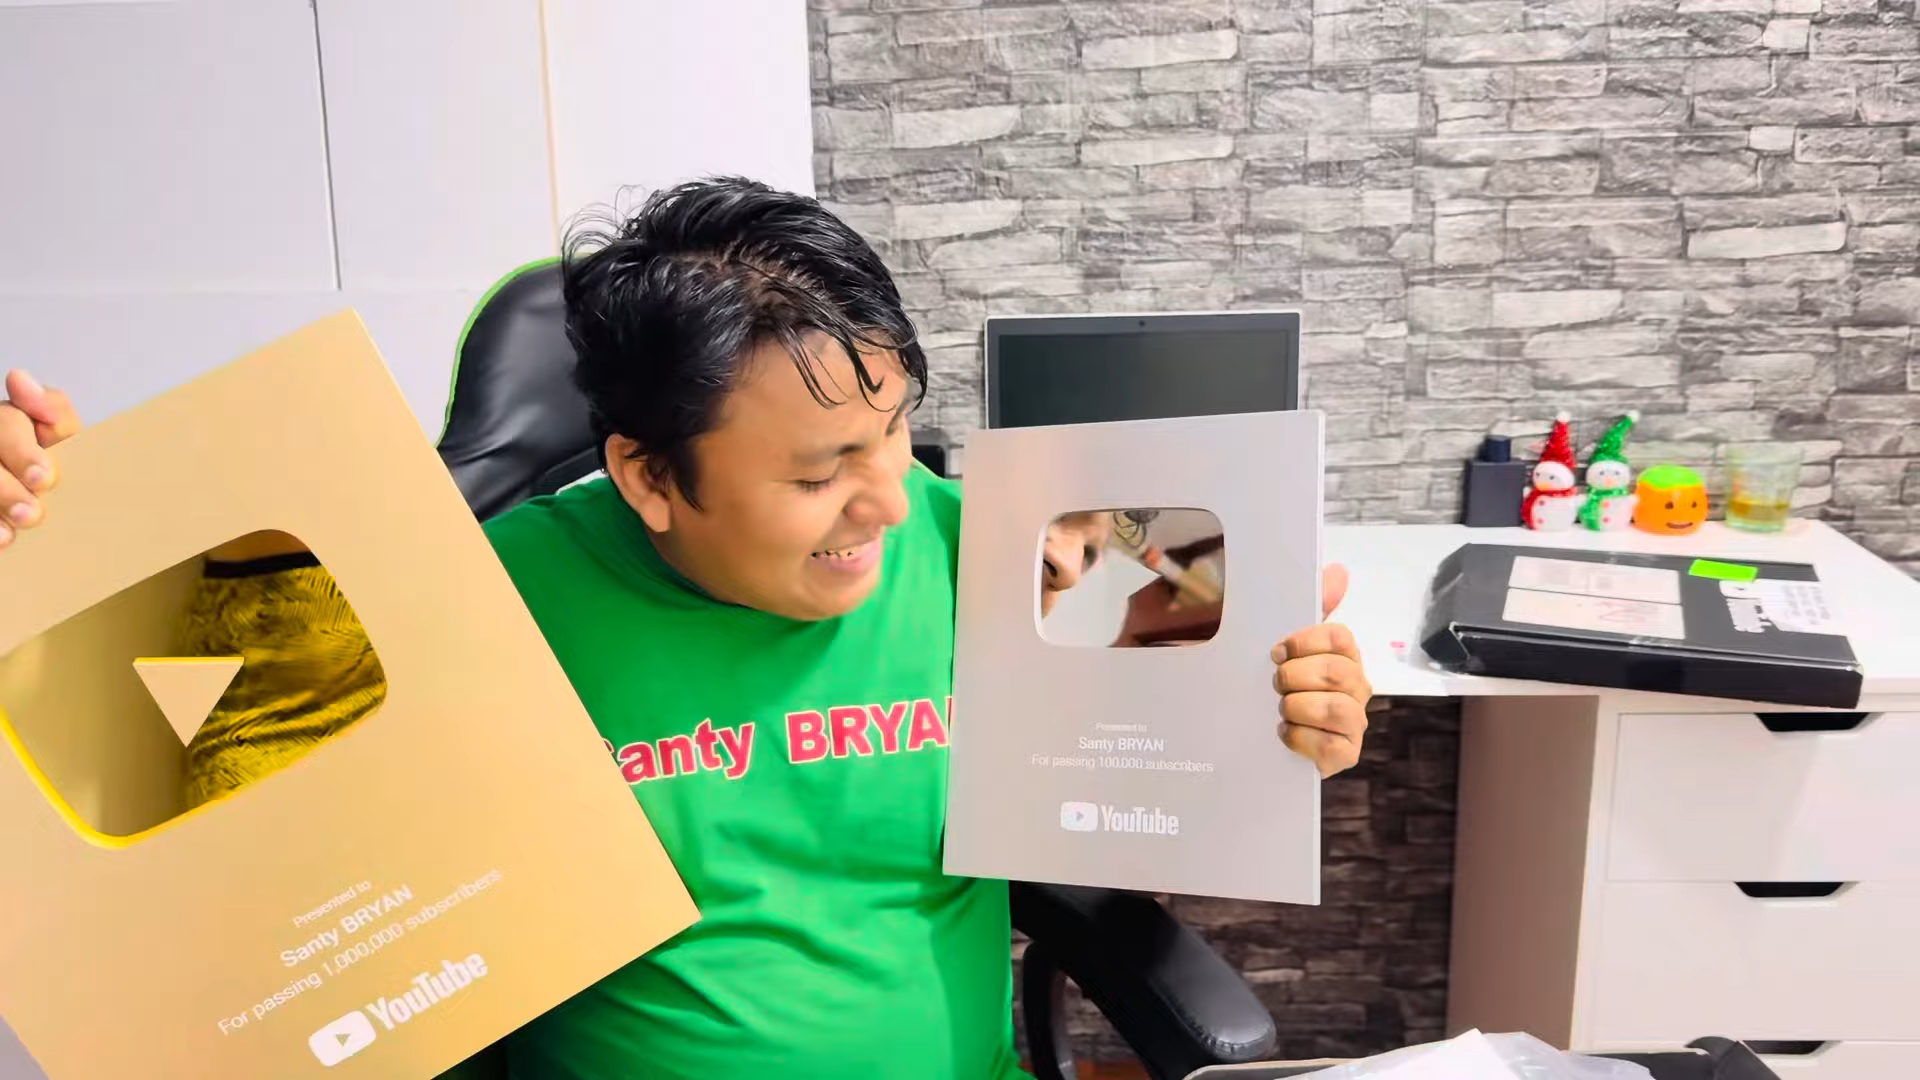 Santy BRYA
Presented to
Santy BRYAN
For passing 100,000 subscribers
YouTube
Presented to
Santy BRYAN
For passing 1,000,000 subscribers
YouTube